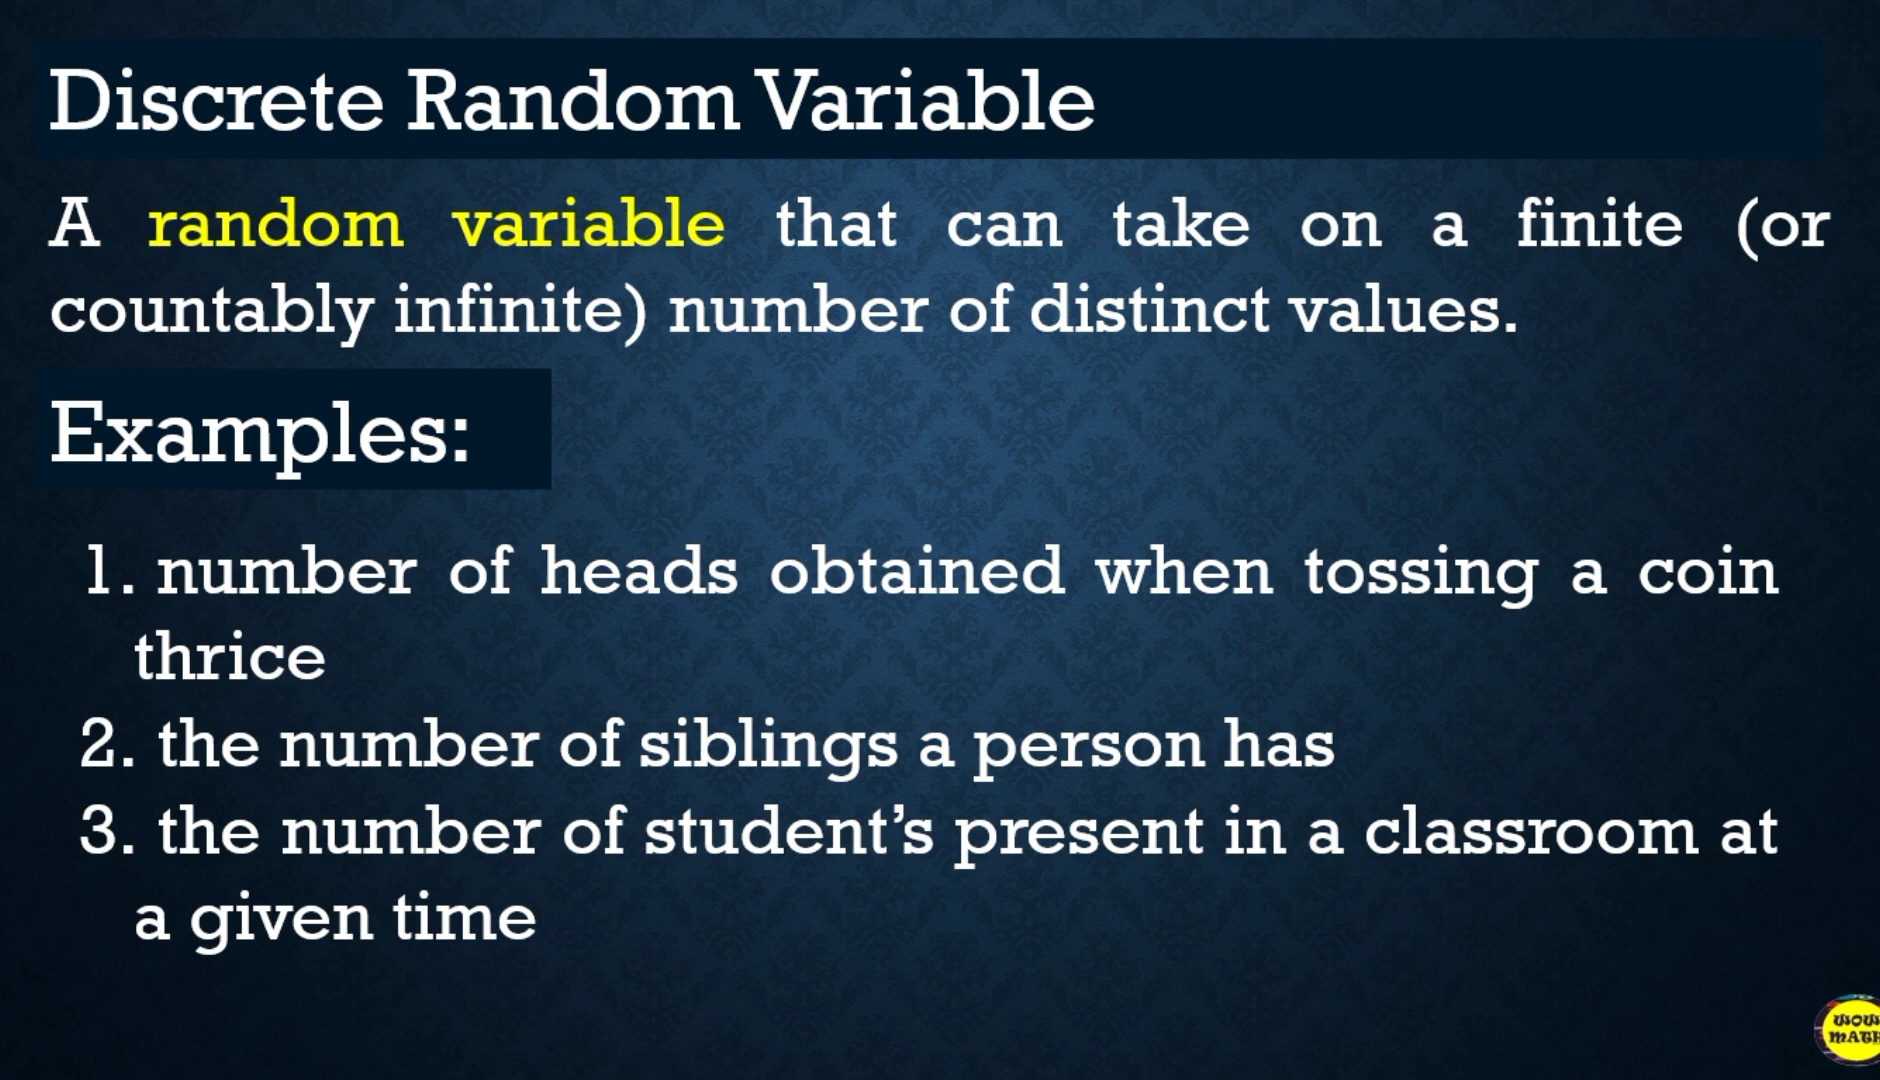 Discrete Random Variable
A random variable that can take on a finite (or
countably infinite) number of distinct values.
Examples:
1. number of heads obtained when tossing a coin
thrice
2. the number of siblings a person has
3. the number of student’s present in a classroom at
a given time
WOW
MATH